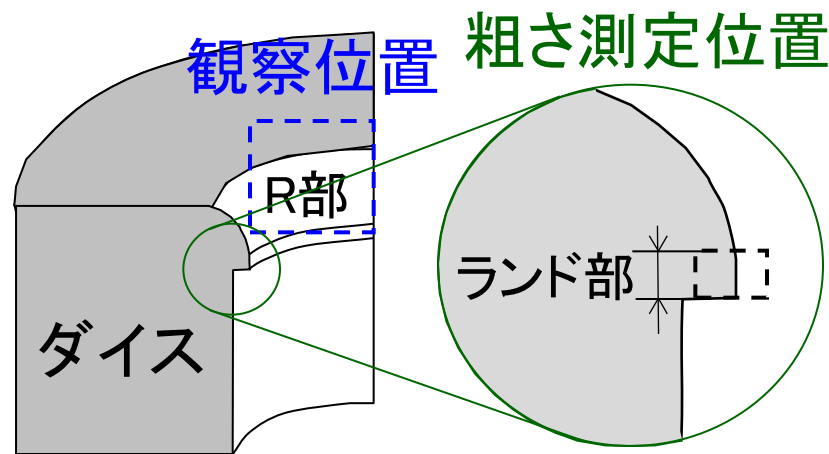 観察位置
粗さ測定位置
R部
ランド部
ダイス